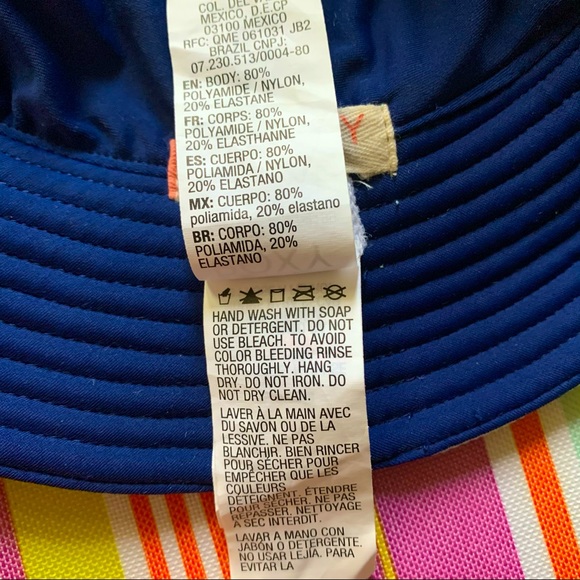 COL. DEL
MEXICO, D.E.CP
03100 MEXICO
RFC: QME 061031 JB2
BRAZIL CNPJ:
07.230.513/0004-80
EN: BODY: 80%
POLYAMIDE / NYLON,
20% ELASTANE
FR: CORPS: 80%
POLYAMIDE / NYLON,
20% ELASTHANNE
ES: CUERPO: 80%
POLIAMIDA / NYLON,
20% ELASTANO
MX: CUERPO: 80%
poliamida, 20% elastano
BR: CORPO: 80%
POLIAMIDA, 20%
ELASTANO
Y
HAND WASH WITH SOAP
OR DETERGENT. DO NOT
USE BLEACH. TO AVOID
COLOR BLEEDING RINSE
THOROUGHLY. HANG
DRY. DO NOT IRON. DO
NOT DRY CLEAN.
LAVER À LA MAIN AVEC
DU SAVON OU DE LA
LESSIVE. NE PAS
BLANCHIR. BIEN RINCER
POUR SÉCHER POUR
EMPÊCHER QUE LES
COULEURS
DÉTEIGNENT. ÉTENDRE
POUR SÉCHER. NE PAS
REPASSER. NETTOYAGE
A SEC INTERDIT.
LAVAR A MANO CON
JABÓN O DETERGENTE.
NO USAR LEJÍA. PARA
EVITAR LA